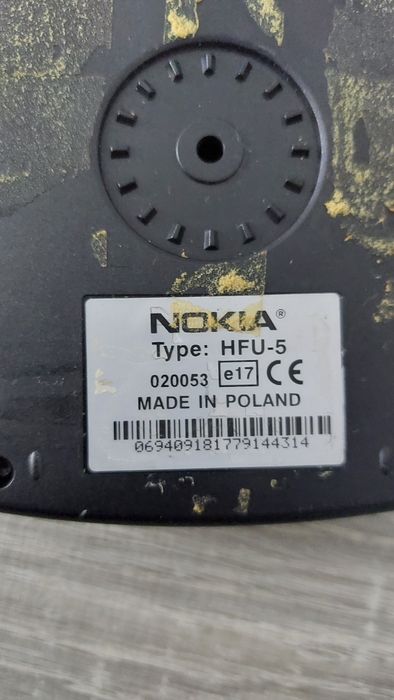 NOKIA®
Type: HFU-5
020053 e17 CE
MADE IN POLAND
069409181779144314